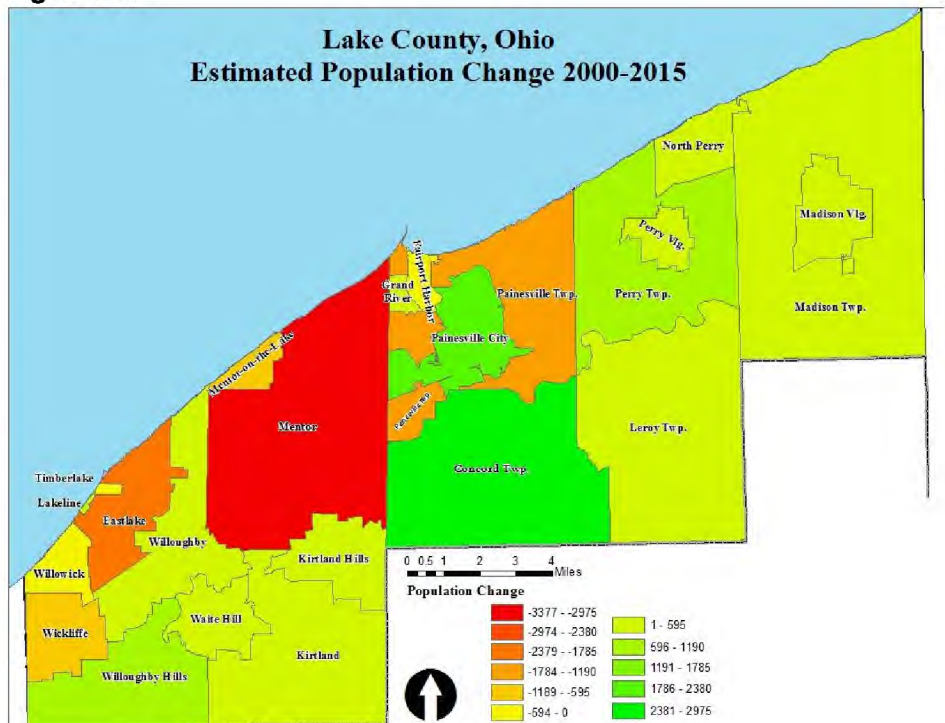 Lake County, Ohio
Estimated Population Change 2000-2015
North Perry
Madison Vlg.
Perry Vlg.
Fairport Harbor
Grand
River
Painesville Twp.
Perry Twp.
Madison Twp.
Painesville City
Mentor-on-the-Lake
Mentor
Leroy Twp.
Concord Twp.
Timberlake
Lakeline
Eastlake
Willoughby
Kirtland Hills
Willowick
Waite Hill
Wickliffe
Kirtland
Willoughby Hills
0 0.5 1 2 3 4
Miles
Population Change
-3377 - -2975
-2974 - -2380
-2379 - -1785
-1784 - -1190
-1189 - -595
-594 - 0
1 - 595
596 - 1190
1191 - 1785
1786 - 2380
2381 - 2975